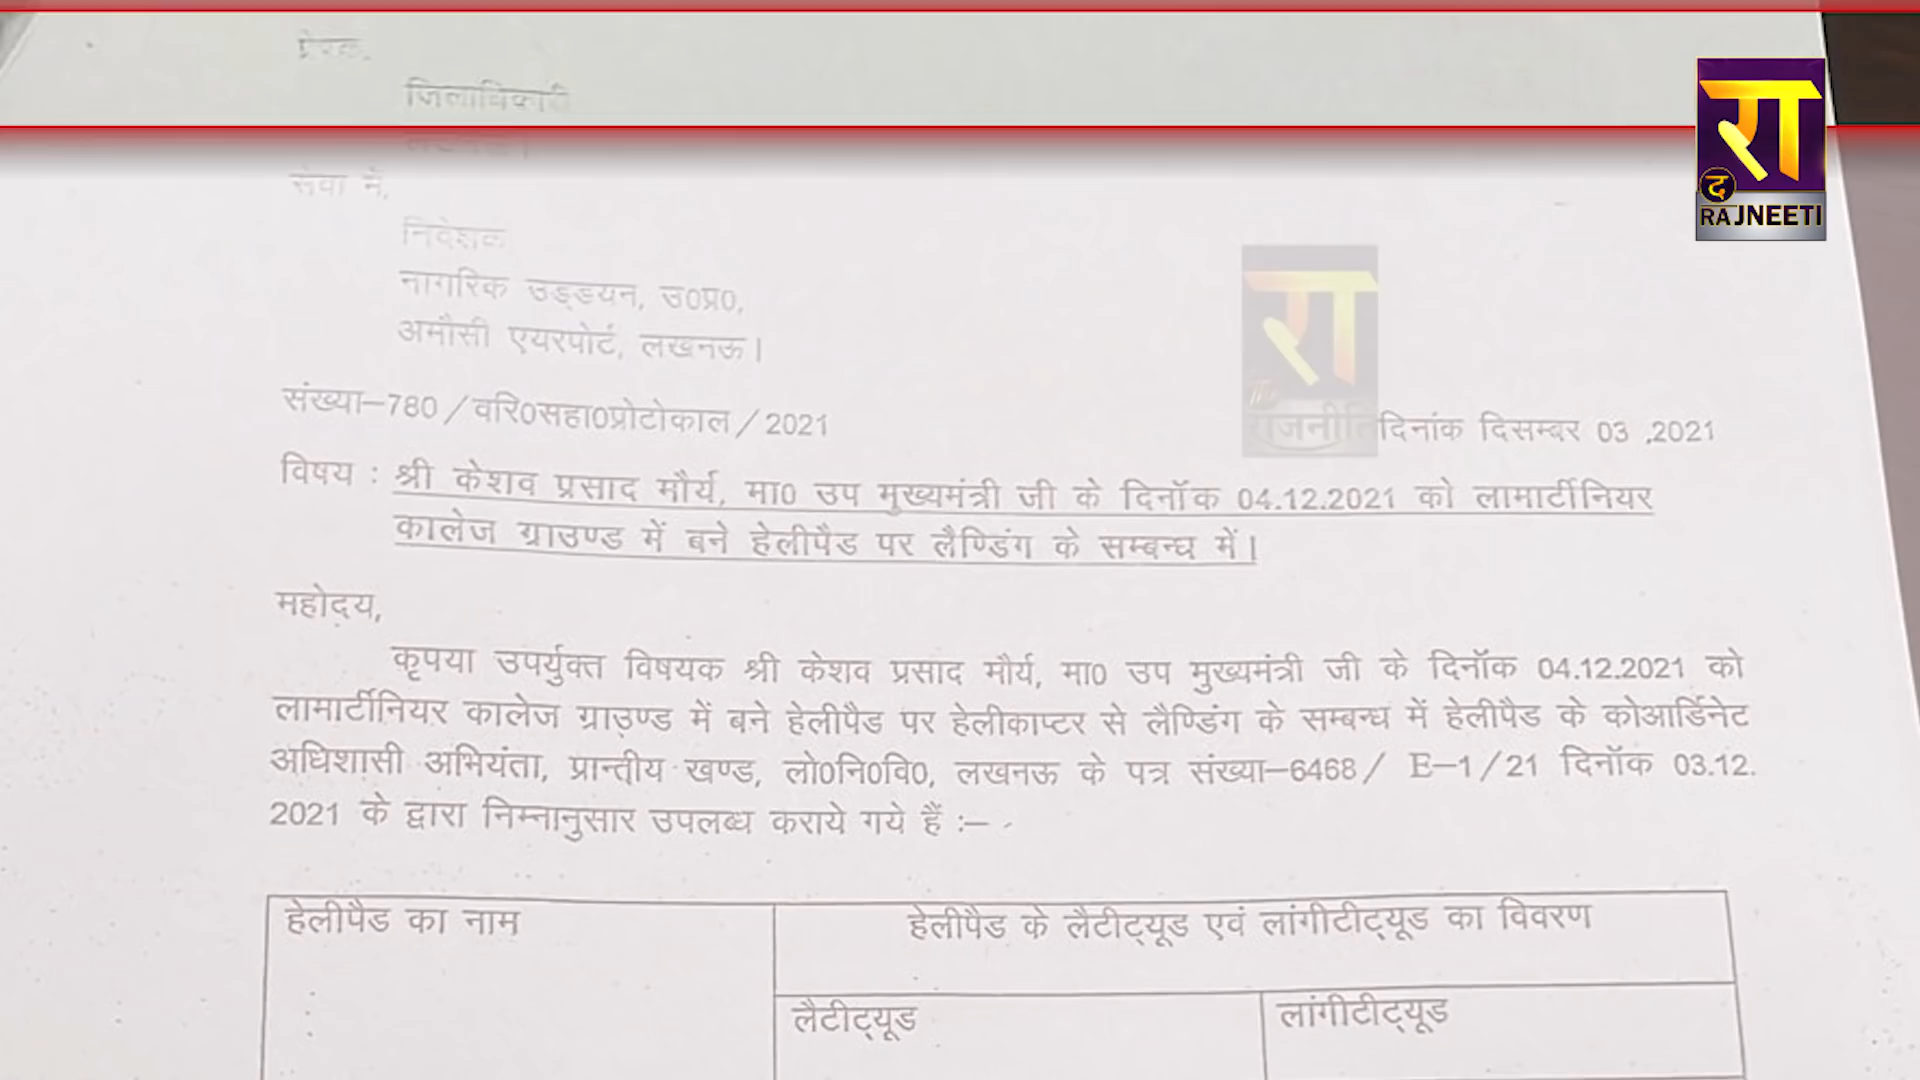 प्रेषक,
जिलाधिकारी
सेवा में,
निदेशक
नागरिक उड्डयन, उ0प्र0,
अमौसी एयरपोर्ट, लखनऊ।
संख्या-780/वरि0सहा0प्रोटोकाल/2021
राजनीति दिनांक दिसम्बर 03 ,2021
विषय : श्री केशव प्रसाद मौर्य, मा0 उप मुख्यमंत्री जी के दिनॉक 04.12.2021 को लामार्टीनियर
कालेज ग्राउण्ड में बने हेलीपैड पर लैण्डिंग के सम्बन्ध में।
महोदय,
कृपया उपर्युक्त विषयक श्री केशव प्रसाद मौर्य, मा0 उप मुख्यमंत्री जी के दिनॉक 04.12.2021 को
लामार्टीनियर कालेज ग्राउण्ड में बने हेलीपैड पर हेलीकाप्टर से लैण्डिंग के सम्बन्ध में हेलीपैड के कोआर्डिनेट
अधिशासी अभियंता, प्रान्तीय खण्ड, लो0नि0वि0, लखनऊ के पत्र संख्या-6468/ E-1/21 दिनॉक 03.12.
2021 के द्वारा निम्नानुसार उपलब्ध कराये गये हैं :-
हेलीपैड का नाम
हेलीपैड के लैटीट्यूड एवं लांगीटीट्यूड का विवरण
लैटीट्यूड
लांगीटीट्यूड
रा
द
RAJNEETI